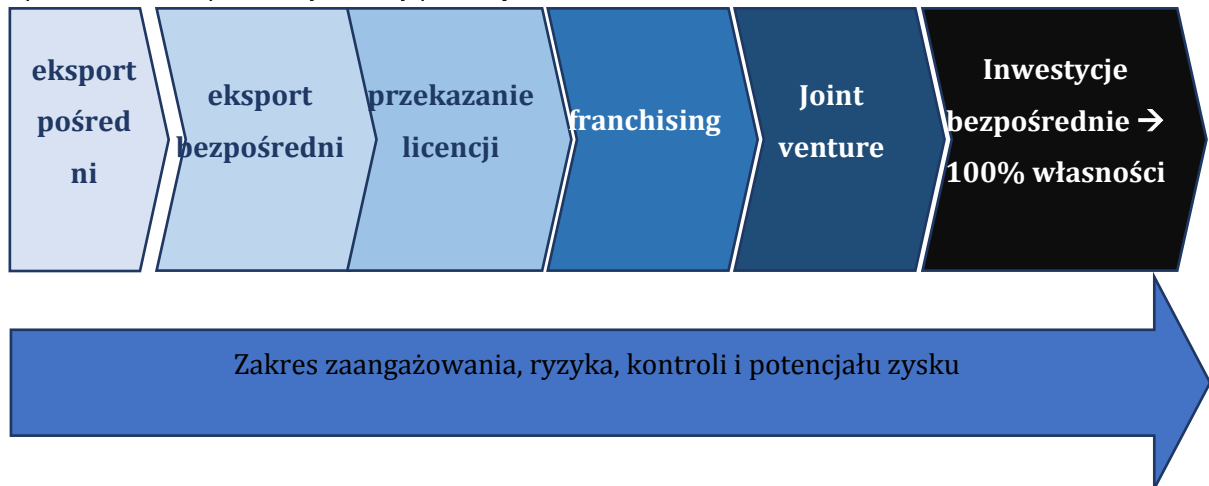 eksport
pośred
ni
eksport
bezpośredni
przekazanie
licencji
franchising
Joint
venture
Inwestycje
bezpośrednie →
100% własności
Zakres zaangażowania, ryzyka, kontroli i potencjału zysku